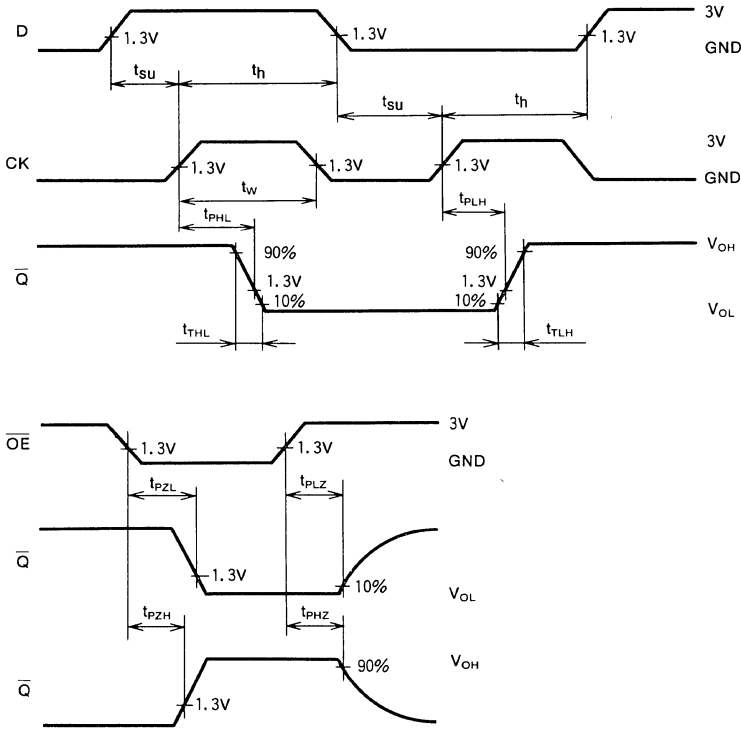 D
1.3V
1.3V
1.3V
3V
GND
tsu
th
tsu
th
CK
1.3V
1.3V
1.3V
3V
GND
tw
tPHL
tPLH
Q̅
90%
1.3V
10%
90%
1.3V
10%
VOH
VOL
tTHL
tTLH
O̅E̅
1.3V
1.3V
3V
GND
tPZL
tPLZ
Q̅
1.3V
10%
VOL
tPZH
tPHZ
Q̅
1.3V
90%
VOH